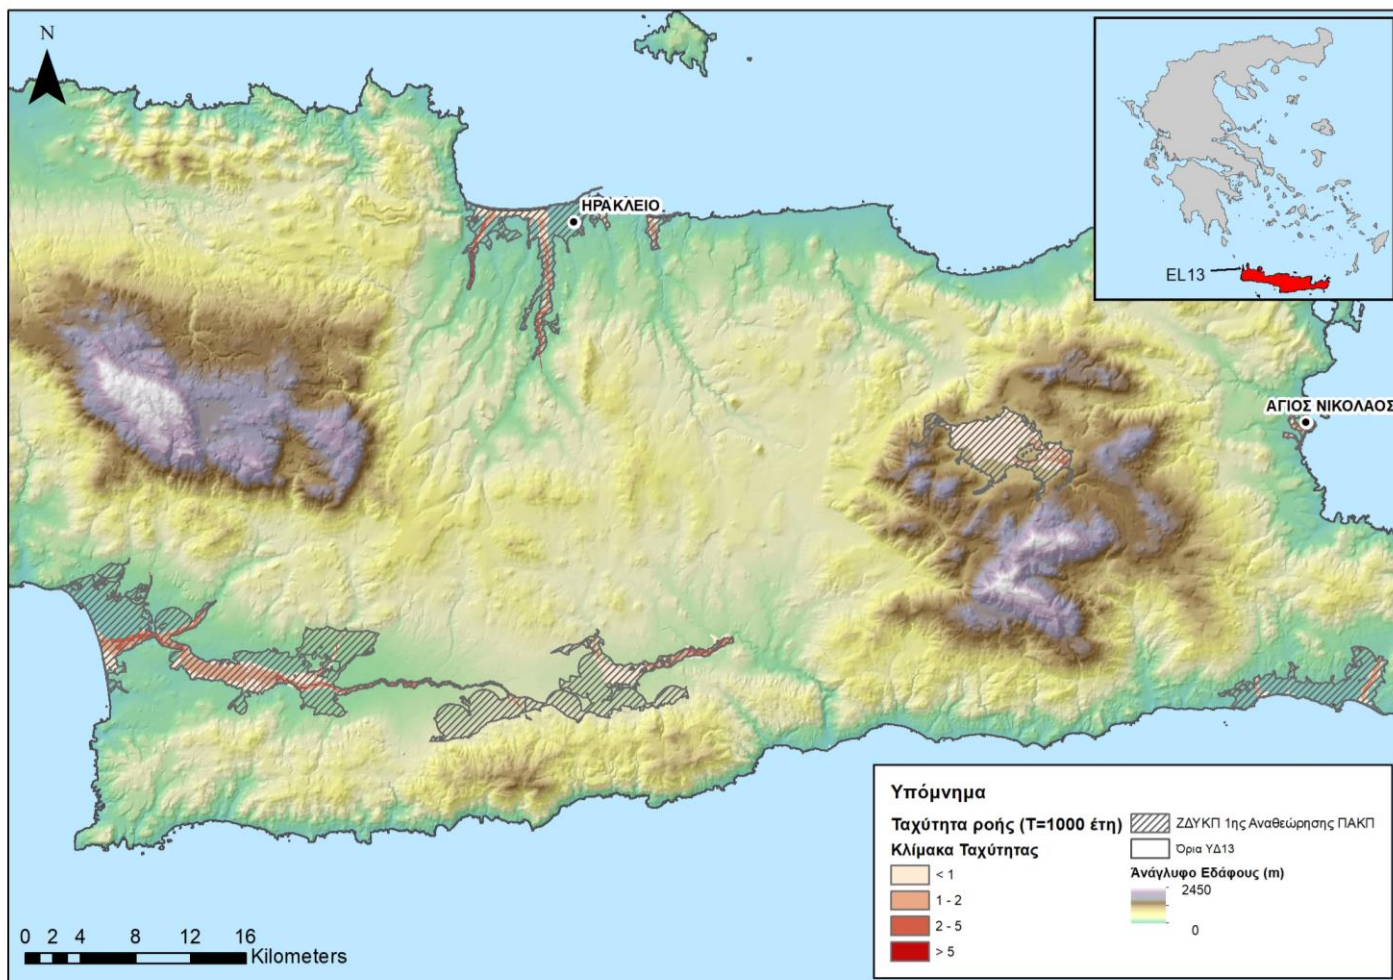 N
ΗΡΑΚΛΕΙΟ
EL13
ΑΓΙΟΣ ΝΙΚΟΛΑΟΣ
Υπόμνημα
Ταχύτητα ροής (Τ=1000 έτη)
Κλίμακα Ταχύτητας
< 1
1 - 2
2 - 5
> 5
ΖΔΥΚΠ 1ης Αναθεώρησης ΠΑΚΠ
Όρια ΥΔ13
Άνάγλυφο Εδάφους (m)
2450
0
0 2 4 8 12 16
Kilometers